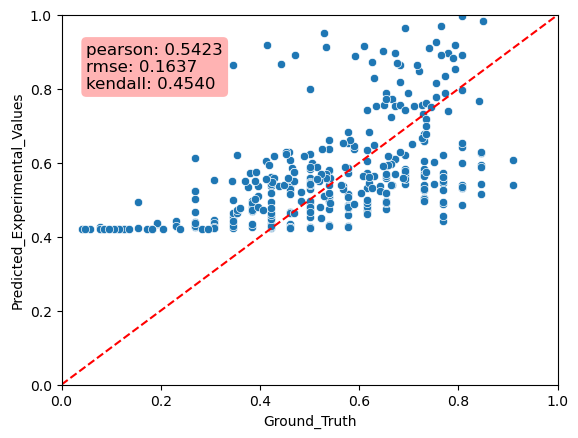 1.0
0.8
0.6
0.4
0.2
0.0
Predicted_Experimental_Values
pearson: 0.5423
rmse: 0.1637
kendall: 0.4540
0.0 0.2 0.4 0.6 0.8 1.0
Ground_Truth